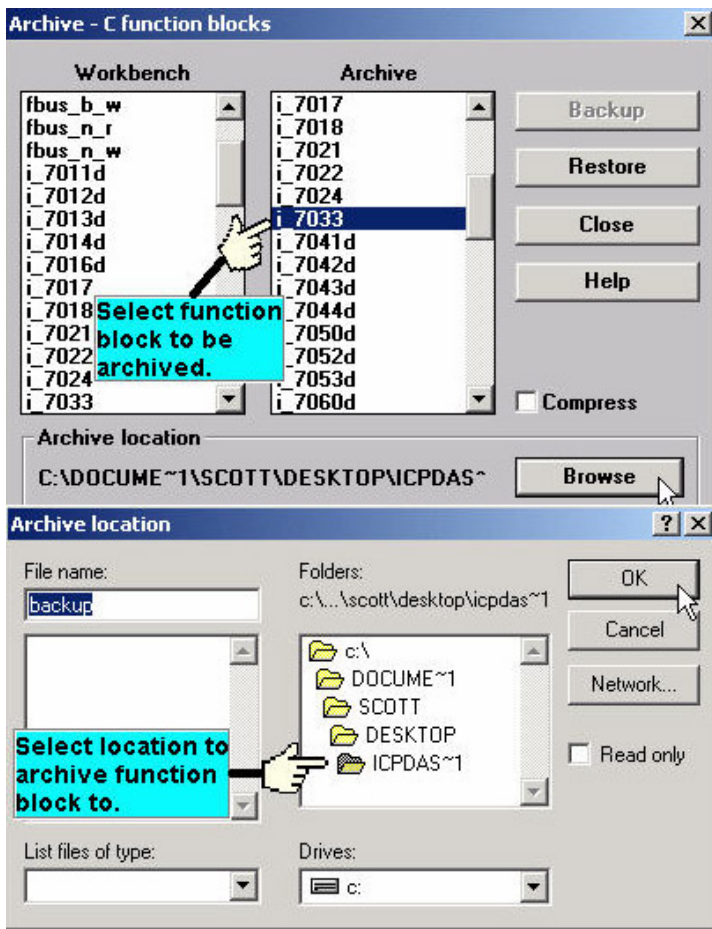 Archive - C function blocks
Workbench
Archive
fbus_b_w
fbus_n_r
fbus_n_w
i_7011d
i_7012d
i_7013d
i_7014d
i_7016d
i_7017
i_7018
i_7021
i_7022
i_7024
i_7033
i_7017
i_7018
i_7021
i_7022
i_7024
i_7033
i_7041d
i_7042d
i_7043d
_7044d
_7050d
_7052d
_7053d
i_7060d
Backup
Restore
Close
Help
Select function
block to be
archived.
Compress
Archive location
C:\DOCUME~1\SCOTT\DESKTOP\ICPDAS~
Browse
Archive location
File name:
backup
Folders:
c:\...\scott\desktop\icpdas~1
c:\
DOCUME~1
SCOTT
DESKTOP
ICPDAS~1
OK
Cancel
Network...
Read only
Select location to
archive function
block to.
List files of type:
Drives:
c: